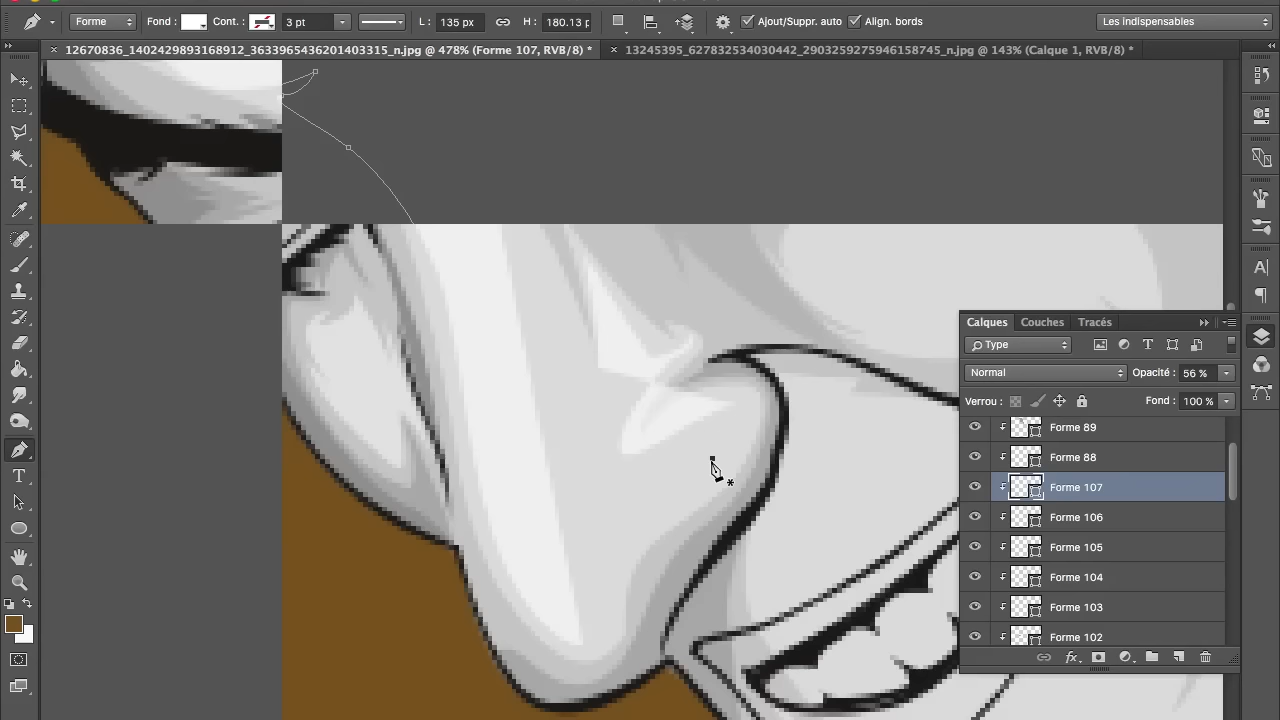 Forme Fond : Cont. : 3 pt L : 135 px H : 180.13 p Ajout/Suppr. auto Align. bords Les indispensables
12670836_1402429893168912_3633965436201403315_n.jpg @ 478% (Forme 107, RVB/8) * 13245395_627832534030442_2903259275946158745_n.jpg @ 143% (Calque 1, RVB/8) *
Calques Couches Tracés
Type
Normal Opacité : 56 %
Verrou : Fond : 100 %
Forme 89
Forme 88
Forme 107
Forme 106
Forme 105
Forme 104
Forme 103
Forme 102